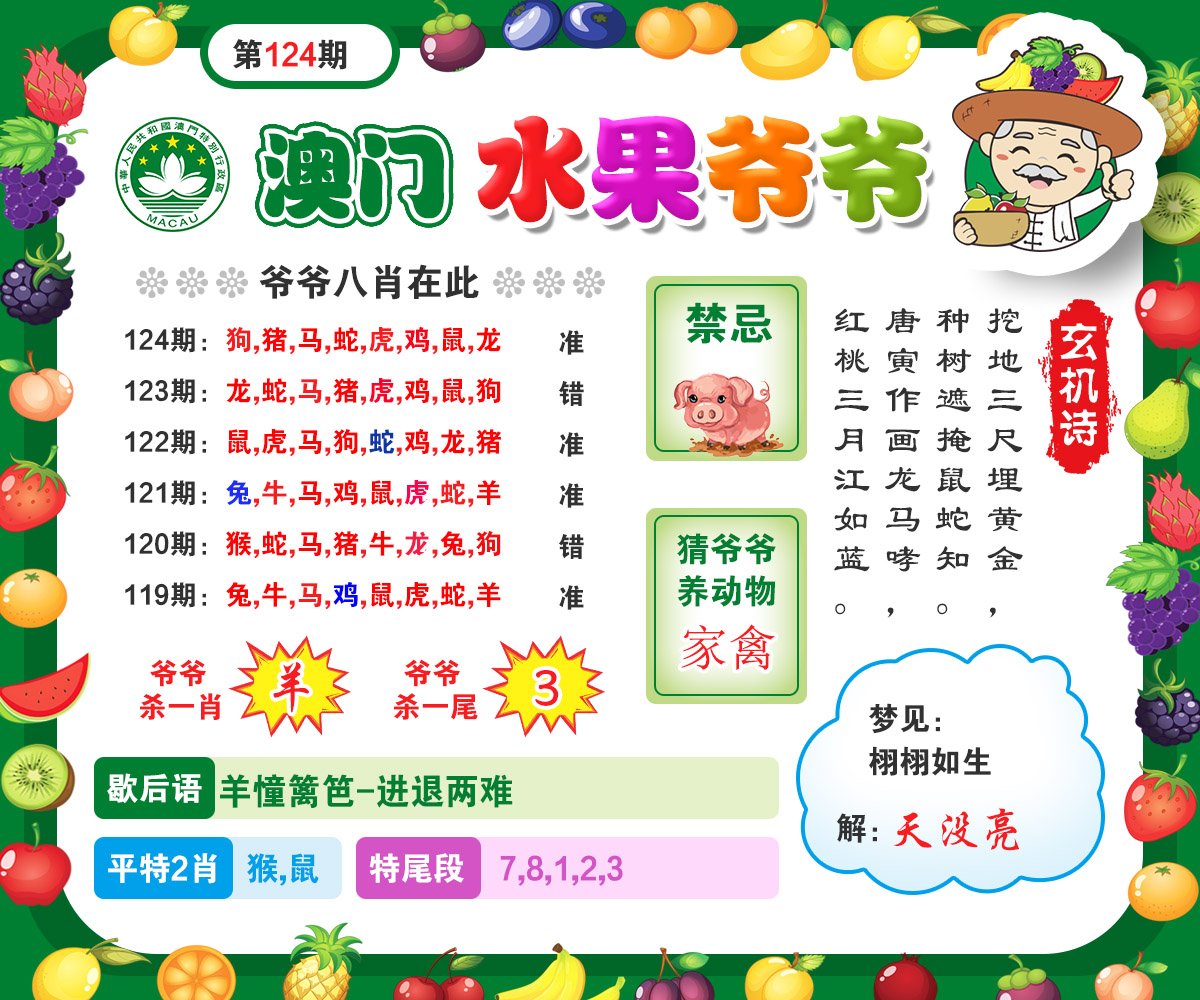 第124期
中華人民共和國澳門特別行政區
MACAU
澳门 水果爷爷
爷爷八肖在此
124期：狗,猪,马,蛇,虎,鸡,鼠,龙 准
123期：龙,蛇,马,猪,虎,鸡,鼠,狗 错
122期：鼠,虎,马,狗,蛇,鸡,龙,猪 准
121期：兔,牛,马,鸡,鼠,虎,蛇,羊 准
120期：猴,蛇,马,猪,牛,龙,兔,狗 错
119期：兔,牛,马,鸡,鼠,虎,蛇,羊 准
爷爷
杀一肖
羊
爷爷
杀一尾
3
禁忌
猜爷爷
养动物
家禽
玄机诗
挖地三尺埋黄金，
种树遮掩鼠蛇知。
唐寅作画龙马哮，
红桃三月江如蓝。
梦见：
栩栩如生
解：天没亮
歇后语 羊憧篱笆-进退两难
平特2肖 猴,鼠
特尾段 7,8,1,2,3